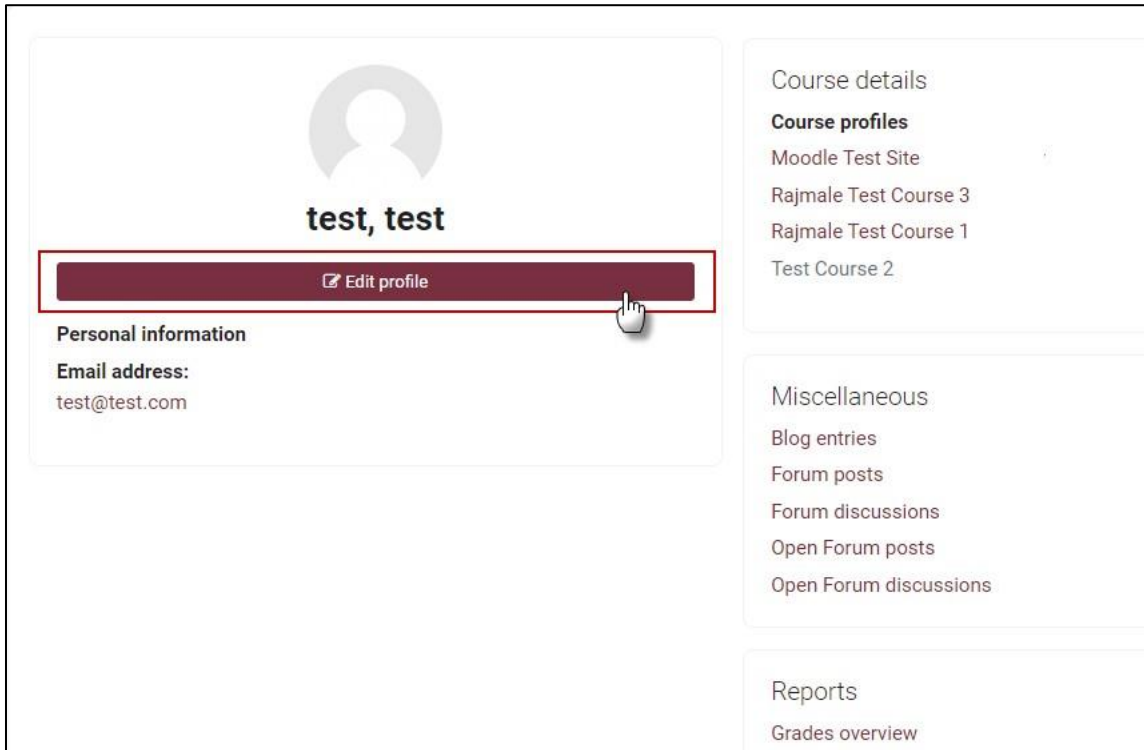 test, test
Edit profile
Personal information
Email address:
test@test.com
Course details
Course profiles
Moodle Test Site
Rajmale Test Course 3
Rajmale Test Course 1
Test Course 2
Miscellaneous
Blog entries
Forum posts
Forum discussions
Open Forum posts
Open Forum discussions
Reports
Grades overview